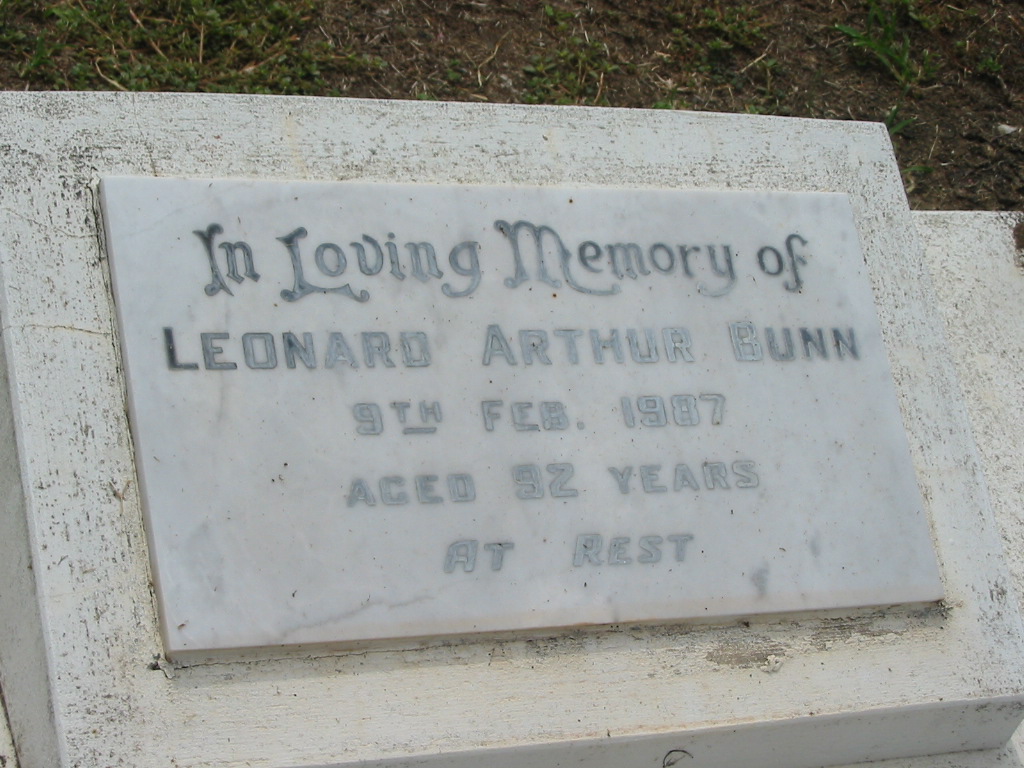 In Loving Memory of
LEONARD ARTHUR BUNN
9TH FEB. 1987
AGED 92 YEARS
AT REST